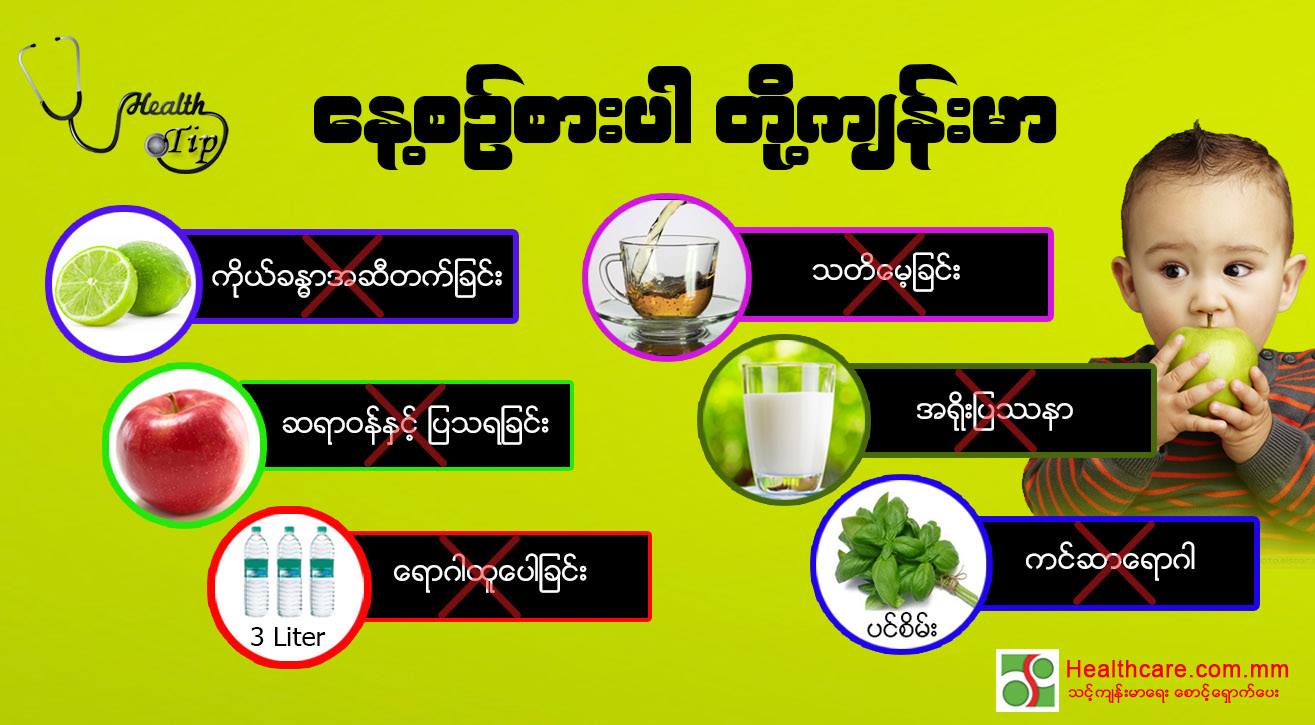 Health
Tip
နေ့စဉ်စားပါ တို့ကျန်းမာ
ကိုယ်ခန္ဓာအဆီတက်ခြင်း
သတိမေ့ခြင်း
ဆရာဝန်နှင့် ပြသရခြင်း
အရိုးပြဿနာ
ရောဂါထူပေါခြင်း
3 Liter
ကင်ဆာရောဂါ
ပင်စိမ်း
Healthcare.com.mm
သင့်ကျန်းမာရေး စောင့်ရှောက်ပေး